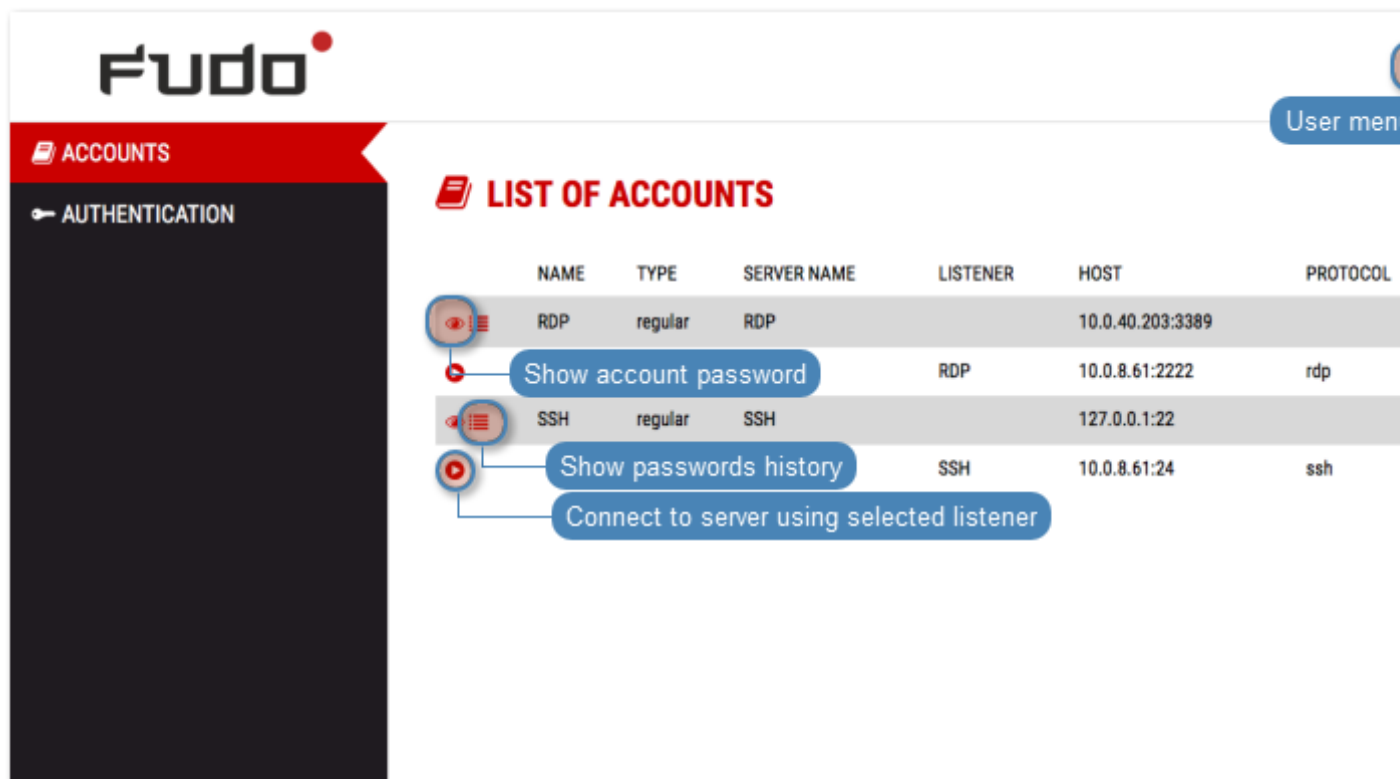 Fudo
User men
ACCOUNTS
AUTHENTICATION
LIST OF ACCOUNTS
NAME TYPE SERVER NAME LISTENER HOST PROTOCOL
RDP regular RDP 10.0.40.203:3389
Show account password RDP 10.0.8.61:2222 rdp
SSH regular SSH 127.0.0.1:22
Show passwords history SSH 10.0.8.61:24 ssh
Connect to server using selected listener